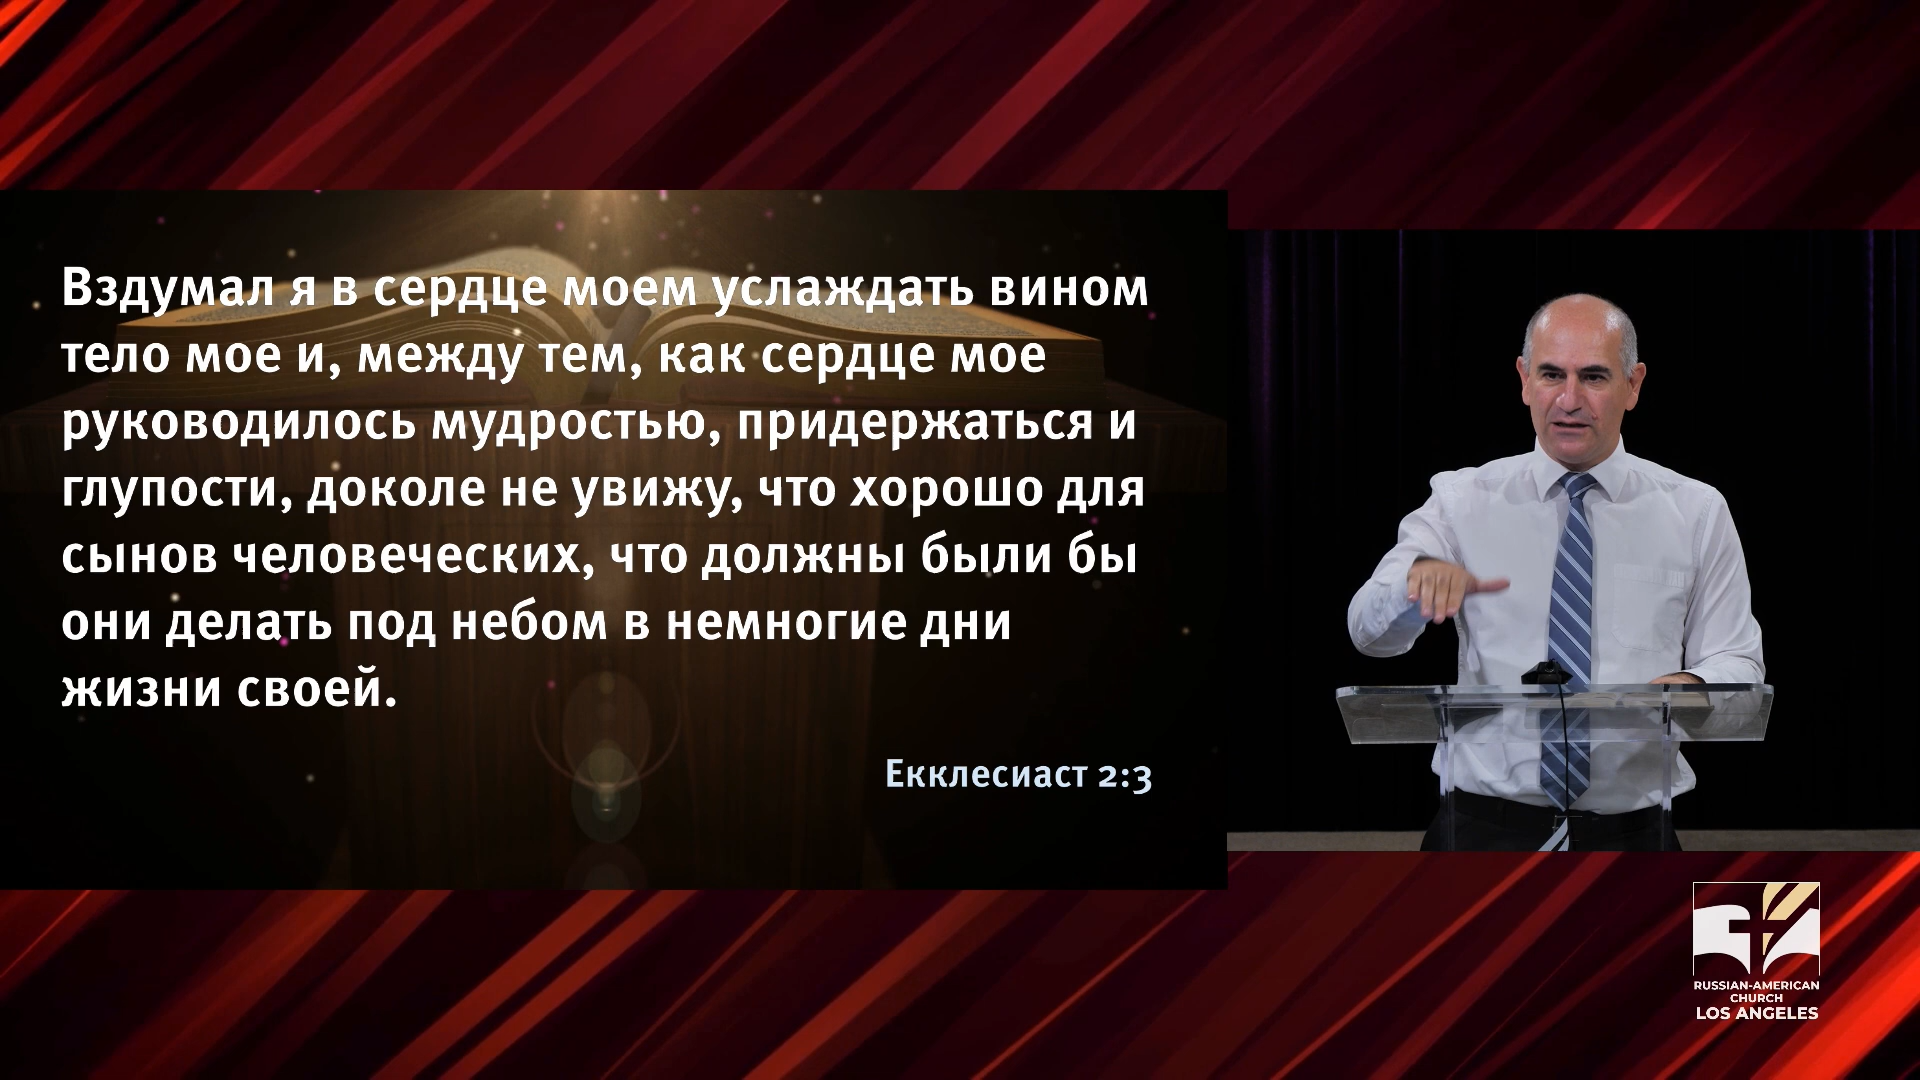 Вздумал я в сердце моем услаждать вином
тело мое и, между тем, как сердце мое
руководилось мудростью, придержаться и
глупости, доколе не увижу, что хорошо для
сынов человеческих, что должны были бы
они делать под небом в немногие дни
жизни своей.
Екклесиаст 2:3
RUSSIAN-AMERICAN
CHURCH
LOS ANGELES